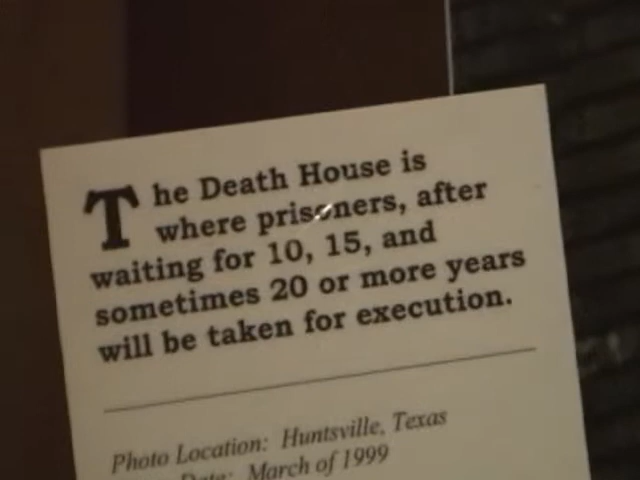 The Death House is
where prisoners, after
waiting for 10, 15, and
sometimes 20 or more years
will be taken for execution.
Photo Location: Huntsville, Texas
Date: March of 1999